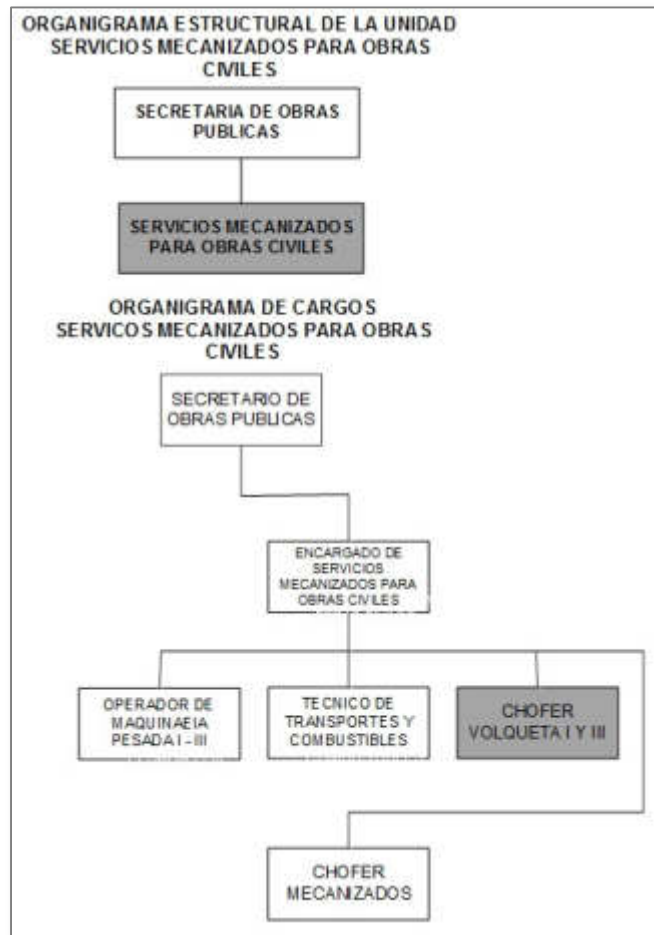 ORGANIGRAMA ESTRUCTURAL DE LA UNIDAD
SERVICIOS MECANIZADOS PARA OBRAS
CIVILES
SECRETARIA DE OBRAS
PUBLICAS
SERVICIOS MECANIZADOS
PARA OBRAS CIVILES
ORGANIGRAMA DE CARGOS
SERVICOS MECANIZADOS PARA OBRAS
CIVILES
SECRETARIO DE
OBRAS PUBLICAS
ENCARGADO DE
SERVICIOS
MECANIZADOS PARA
OBRAS CIVILES
OPERADOR DE
MAQUINAEIA
PESADA I - III
TECNICO DE
TRANSPORTES Y
COMBUSTIBLES
CHOFER
VOLQUETA I Y III
CHOFER
MECANIZADOS